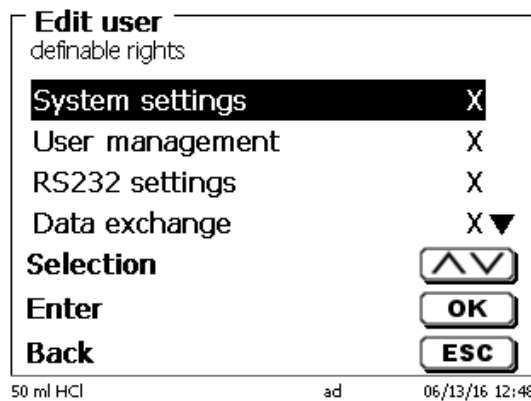 Edit user
definable rights
System settings X
User management X
RS232 settings X
Data exchange X
Selection
Enter OK
Back ESC
50 ml HCl ad 06/13/16 12:48